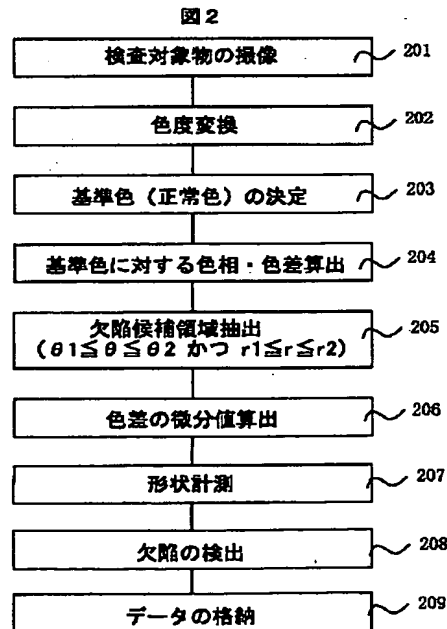 図2
検査対象物の撮像 201
色度変換 202
基準色（正常色）の決定 203
基準色に対する色相・色差算出 204
欠陥候補領域抽出
（θ1≦θ≦θ2 かつ r1≦r≦r2） 205
色差の微分値算出 206
形状計測 207
欠陥の検出 208
データの格納 209